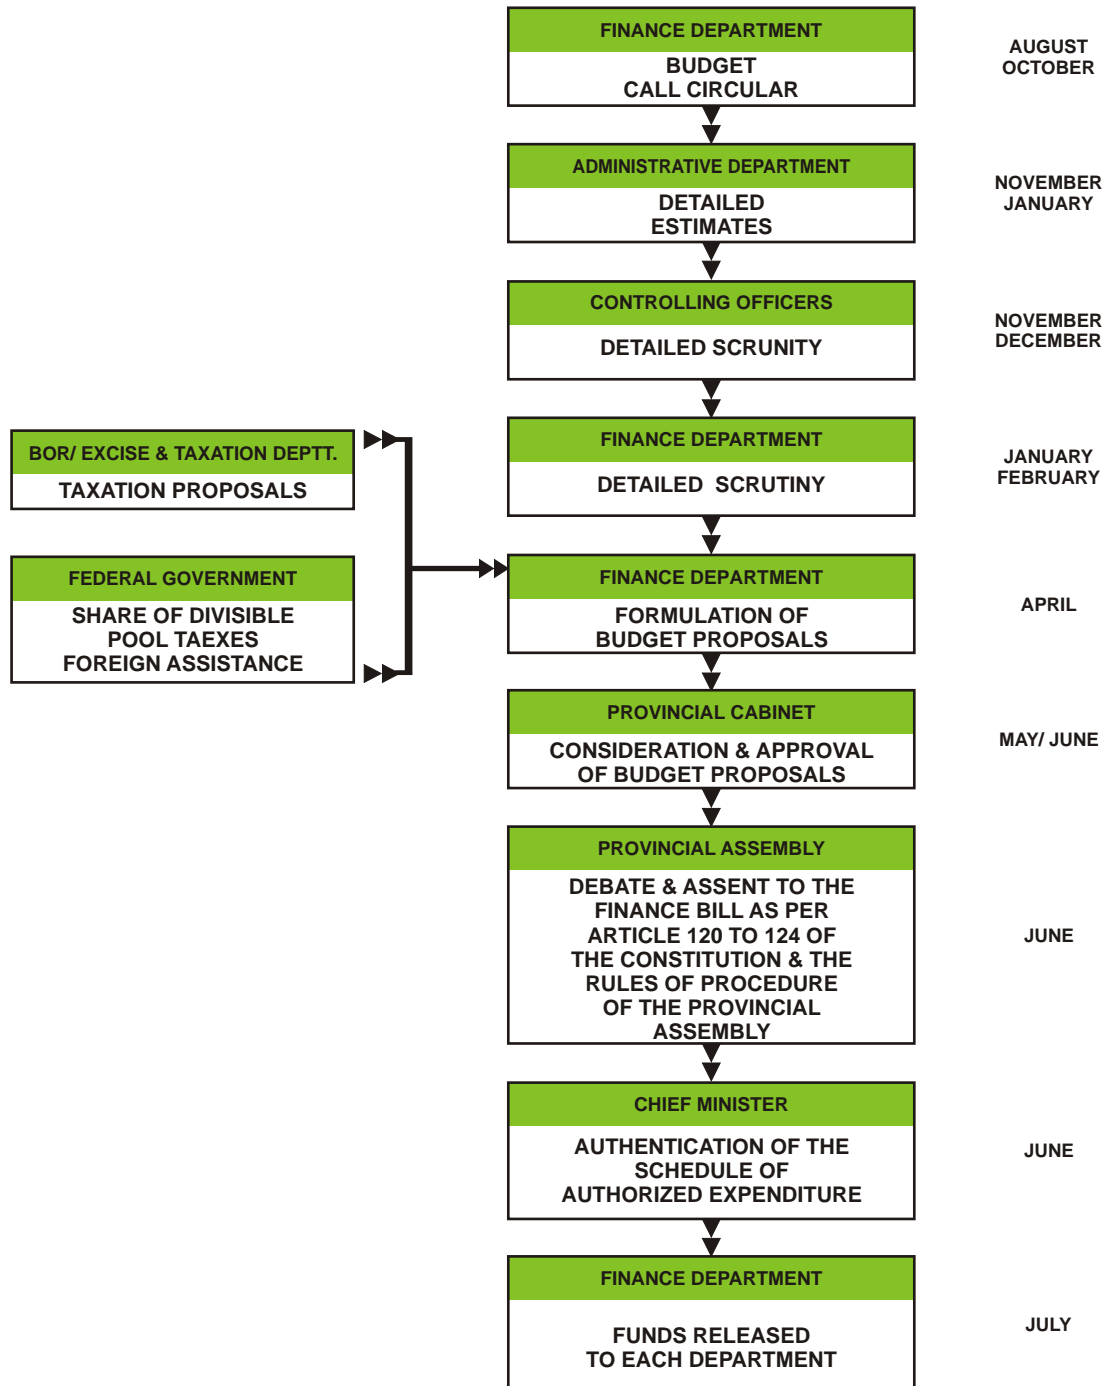 FINANCE DEPARTMENT
BUDGET
CALL CIRCULAR
AUGUST
OCTOBER
ADMINISTRATIVE DEPARTMENT
DETAILED
ESTIMATES
NOVEMBER
JANUARY
CONTROLLING OFFICERS
DETAILED SCRUNITY
NOVEMBER
DECEMBER
FINANCE DEPARTMENT
DETAILED SCRUTINY
JANUARY
FEBRUARY
BOR/ EXCISE & TAXATION DEPTT.
TAXATION PROPOSALS
FEDERAL GOVERNMENT
SHARE OF DIVISIBLE
POOL TAEXES
FOREIGN ASSISTANCE
FINANCE DEPARTMENT
FORMULATION OF
BUDGET PROPOSALS
APRIL
PROVINCIAL CABINET
CONSIDERATION & APPROVAL
OF BUDGET PROPOSALS
MAY/ JUNE
PROVINCIAL ASSEMBLY
DEBATE & ASSENT TO THE
FINANCE BILL AS PER
ARTICLE 120 TO 124 OF
THE CONSTITUTION & THE
RULES OF PROCEDURE
OF THE PROVINCIAL
ASSEMBLY
JUNE
CHIEF MINISTER
AUTHENTICATION OF THE
SCHEDULE OF
AUTHORIZED EXPENDITURE
JUNE
FINANCE DEPARTMENT
FUNDS RELEASED
TO EACH DEPARTMENT
JULY